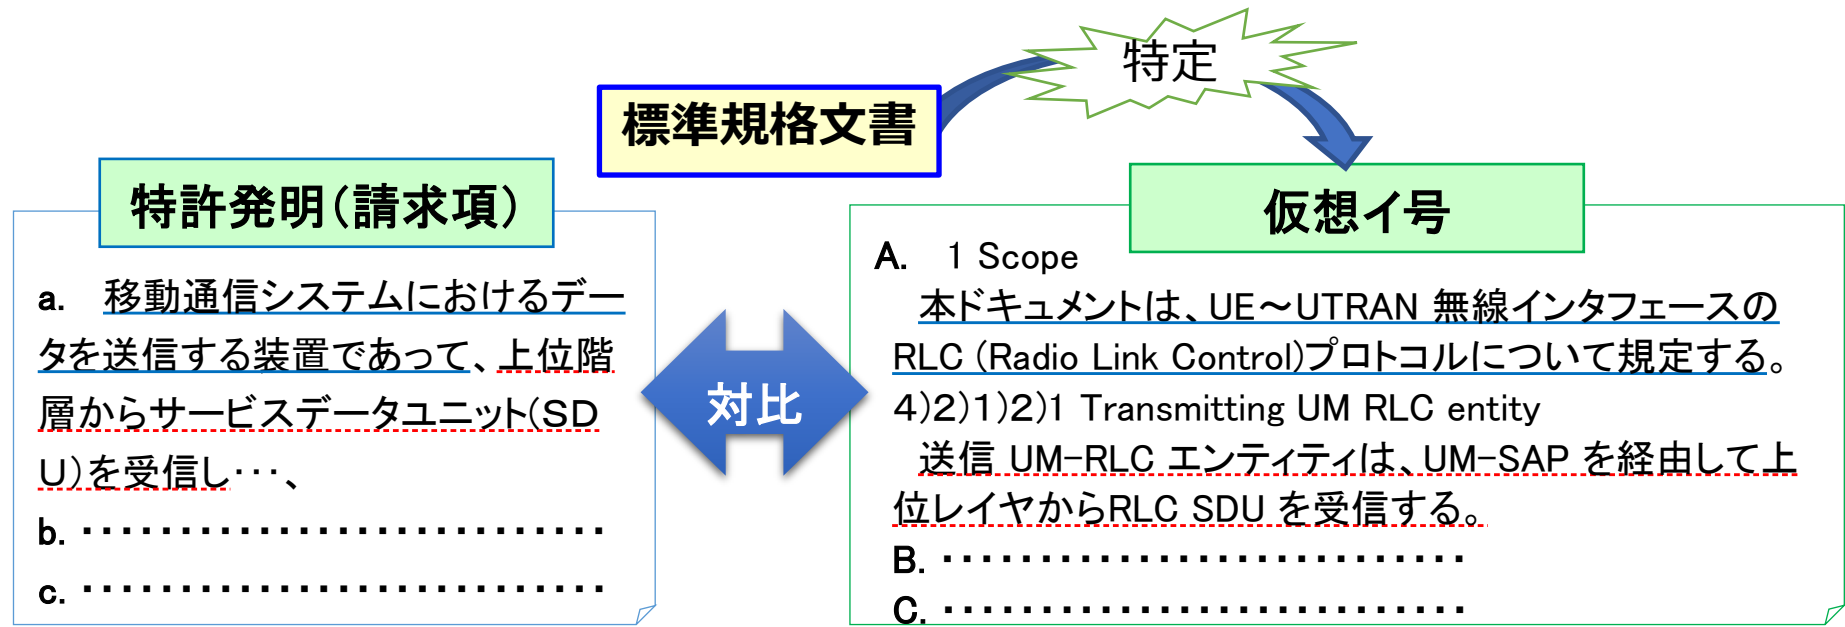 特定
標準規格文書
特許発明(請求項)
a. 移動通信システムにおけるデー
タを送信する装置であって、上位階
層からサービスデータユニット(SD
U)を受信し・・・、
b. ・・・・・・・・・・・・・・・・・・・・・・・・・
c. ・・・・・・・・・・・・・・・・・・・・・・・・・
対比
仮想イ号
A. 1 Scope
本ドキュメントは、UE～UTRAN 無線インタフェースの
RLC (Radio Link Control)プロトコルについて規定する。
4)2)1)2)1 Transmitting UM RLC entity
送信 UM-RLC エンティティは、UM-SAP を経由して上
位レイヤからRLC SDU を受信する。
B. ・・・・・・・・・・・・・・・・・・・・・・・・・
C. ・・・・・・・・・・・・・・・・・・・・・・・・・